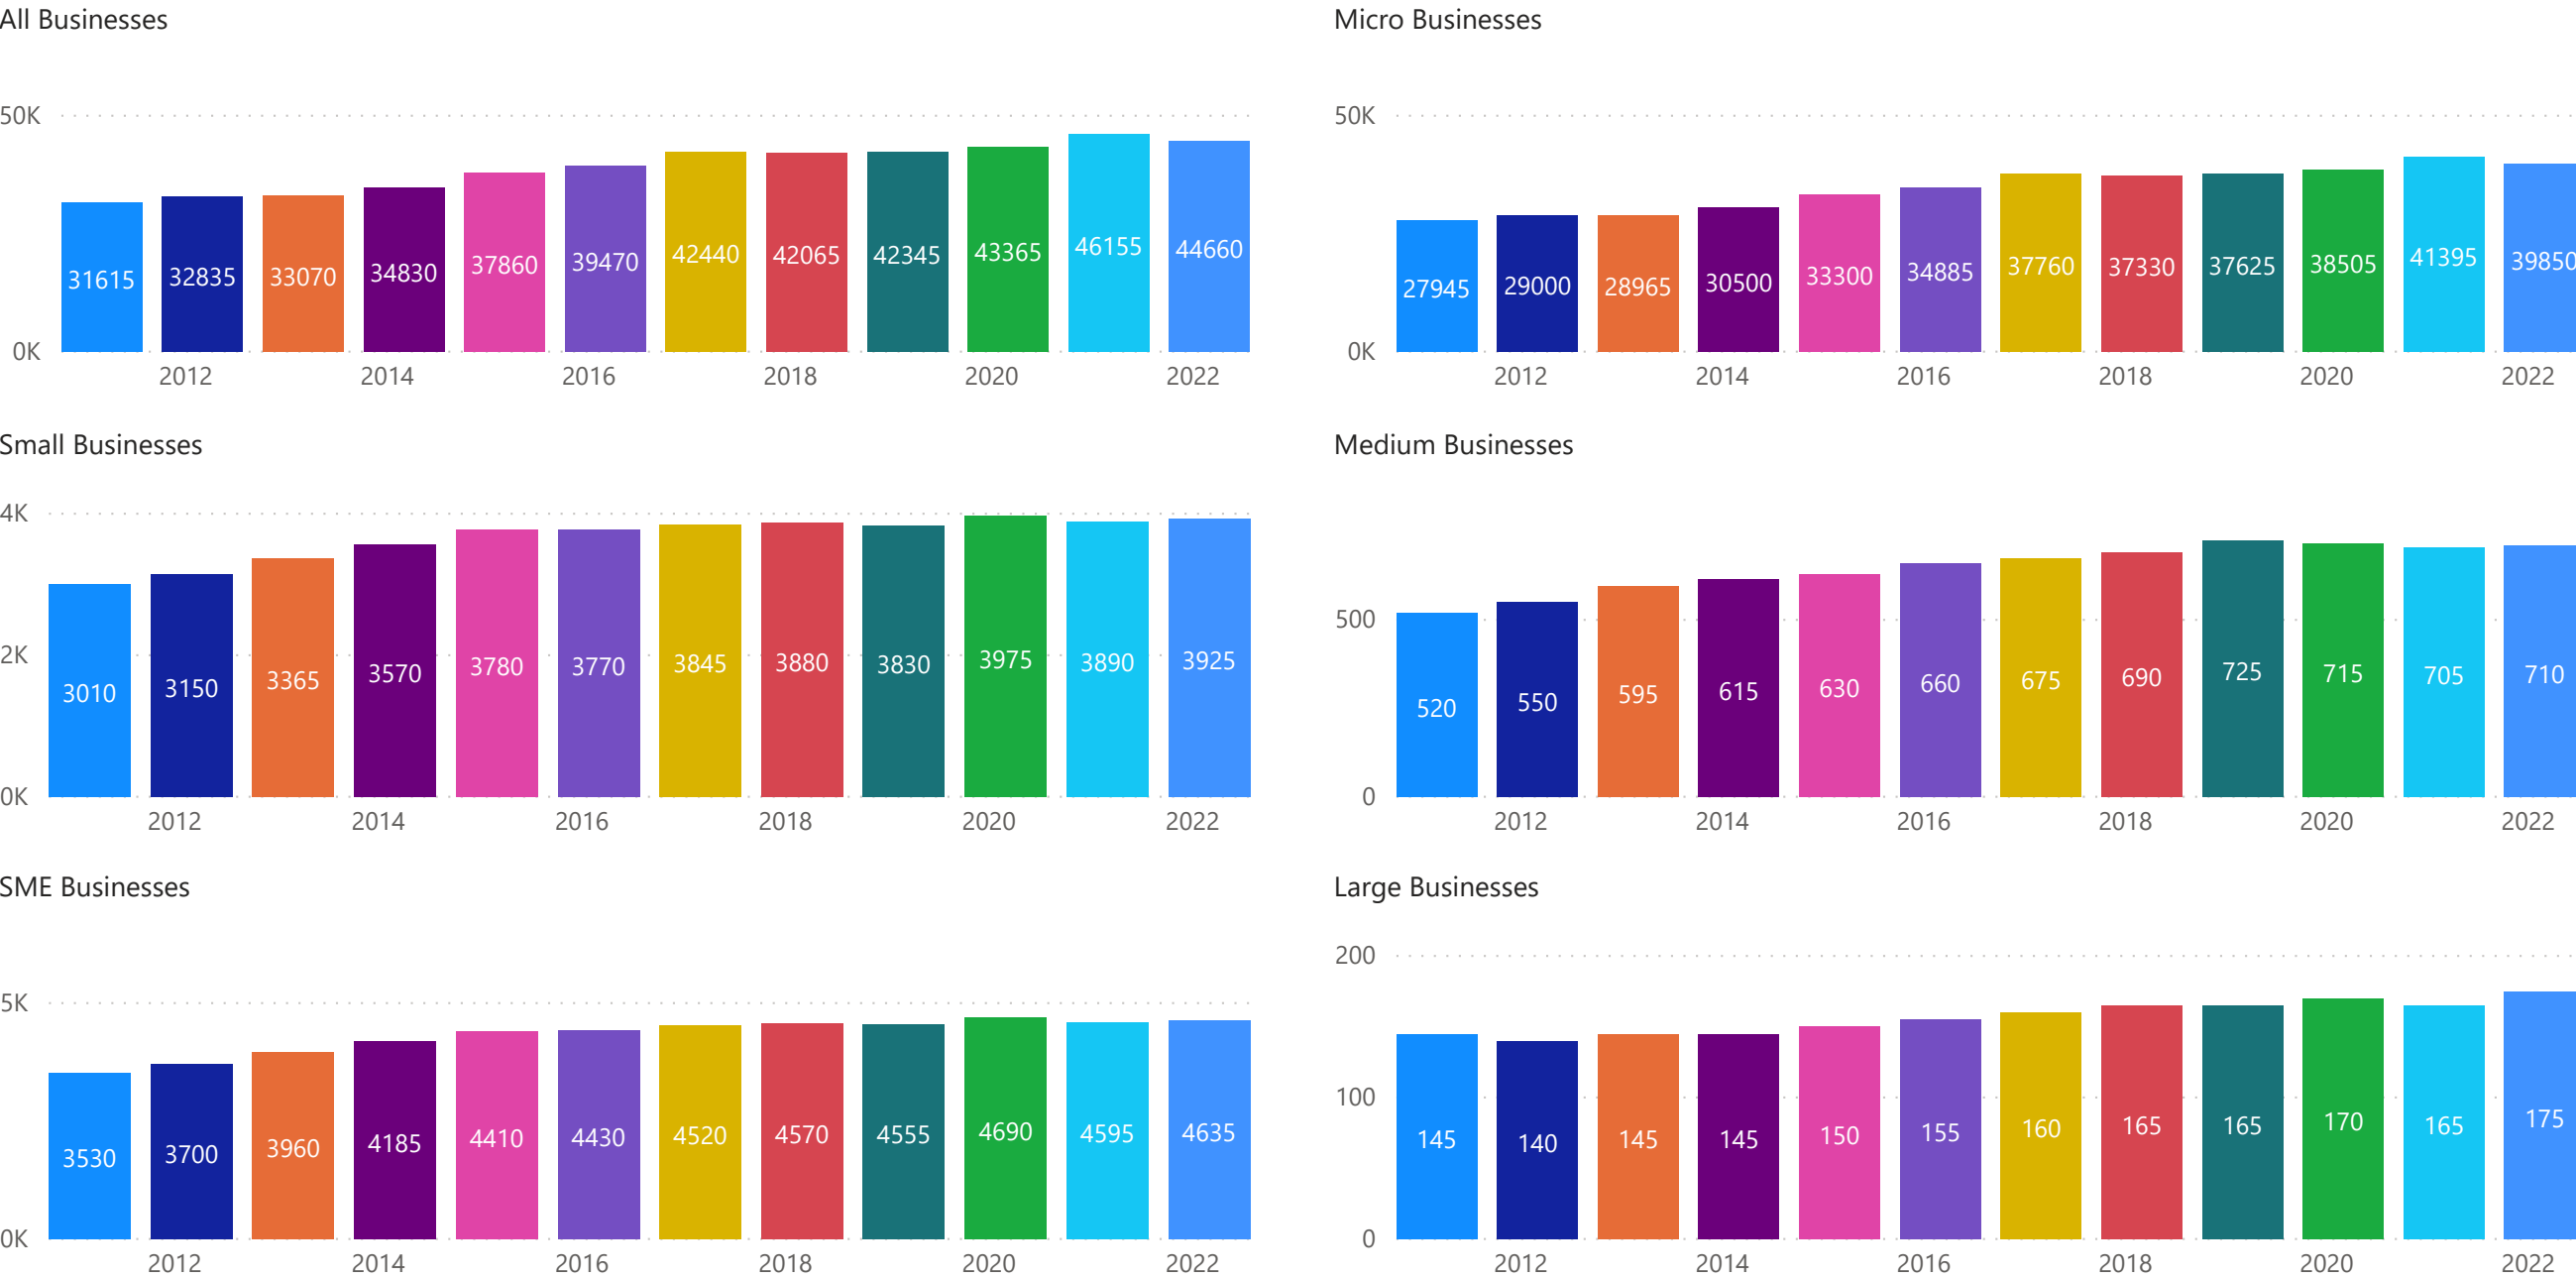 All Businesses
50K
31615 32835 33070 34830 37860 39470 42440 42065 42345 43365 46155 44660
0K
2012 2014 2016 2018 2020 2022
Micro Businesses
50K
27945 29000 28965 30500 33300 34885 37760 37330 37625 38505 41395 39850
0K
2012 2014 2016 2018 2020 2022
Small Businesses
4K
2K
3010 3150 3365 3570 3780 3770 3845 3880 3830 3975 3890 3925
0K
2012 2014 2016 2018 2020 2022
Medium Businesses
500
520 550 595 615 630 660 675 690 725 715 705 710
0
2012 2014 2016 2018 2020 2022
SME Businesses
5K
3530 3700 3960 4185 4410 4430 4520 4570 4555 4690 4595 4635
0K
2012 2014 2016 2018 2020 2022
Large Businesses
200
100
145 140 145 145 150 155 160 165 165 170 165 175
0
2012 2014 2016 2018 2020 2022